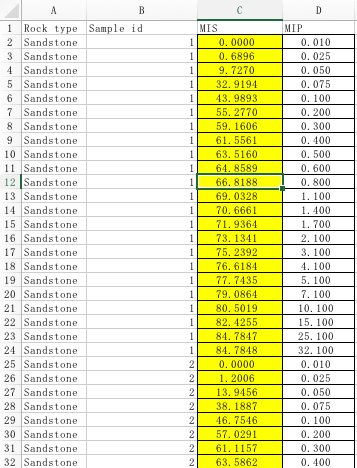 A B C D
1 Rock type Sample id MIS MIP
2 Sandstone 1 0.0000 0.010
3 Sandstone 1 0.6896 0.025
4 Sandstone 1 9.7270 0.050
5 Sandstone 1 32.9194 0.075
6 Sandstone 1 43.9893 0.100
7 Sandstone 1 55.2770 0.200
8 Sandstone 1 59.1606 0.300
9 Sandstone 1 61.5561 0.400
10 Sandstone 1 63.5160 0.500
11 Sandstone 1 64.8589 0.600
12 Sandstone 1 66.8188 0.800
13 Sandstone 1 69.0328 1.100
14 Sandstone 1 70.6661 1.400
15 Sandstone 1 71.9364 1.700
16 Sandstone 1 73.1341 2.100
17 Sandstone 1 75.2392 3.100
18 Sandstone 1 76.6184 4.100
19 Sandstone 1 77.7435 5.100
20 Sandstone 1 79.0864 7.100
21 Sandstone 1 80.5019 10.100
22 Sandstone 1 82.4255 15.100
23 Sandstone 1 84.7847 25.100
24 Sandstone 1 84.7848 32.100
25 Sandstone 2 0.0000 0.010
26 Sandstone 2 1.2006 0.025
27 Sandstone 2 13.9456 0.050
28 Sandstone 2 38.1887 0.075
29 Sandstone 2 46.7546 0.100
30 Sandstone 2 57.0291 0.200
31 Sandstone 2 61.1157 0.300
32 Sandstone 2 63.5862 0.400